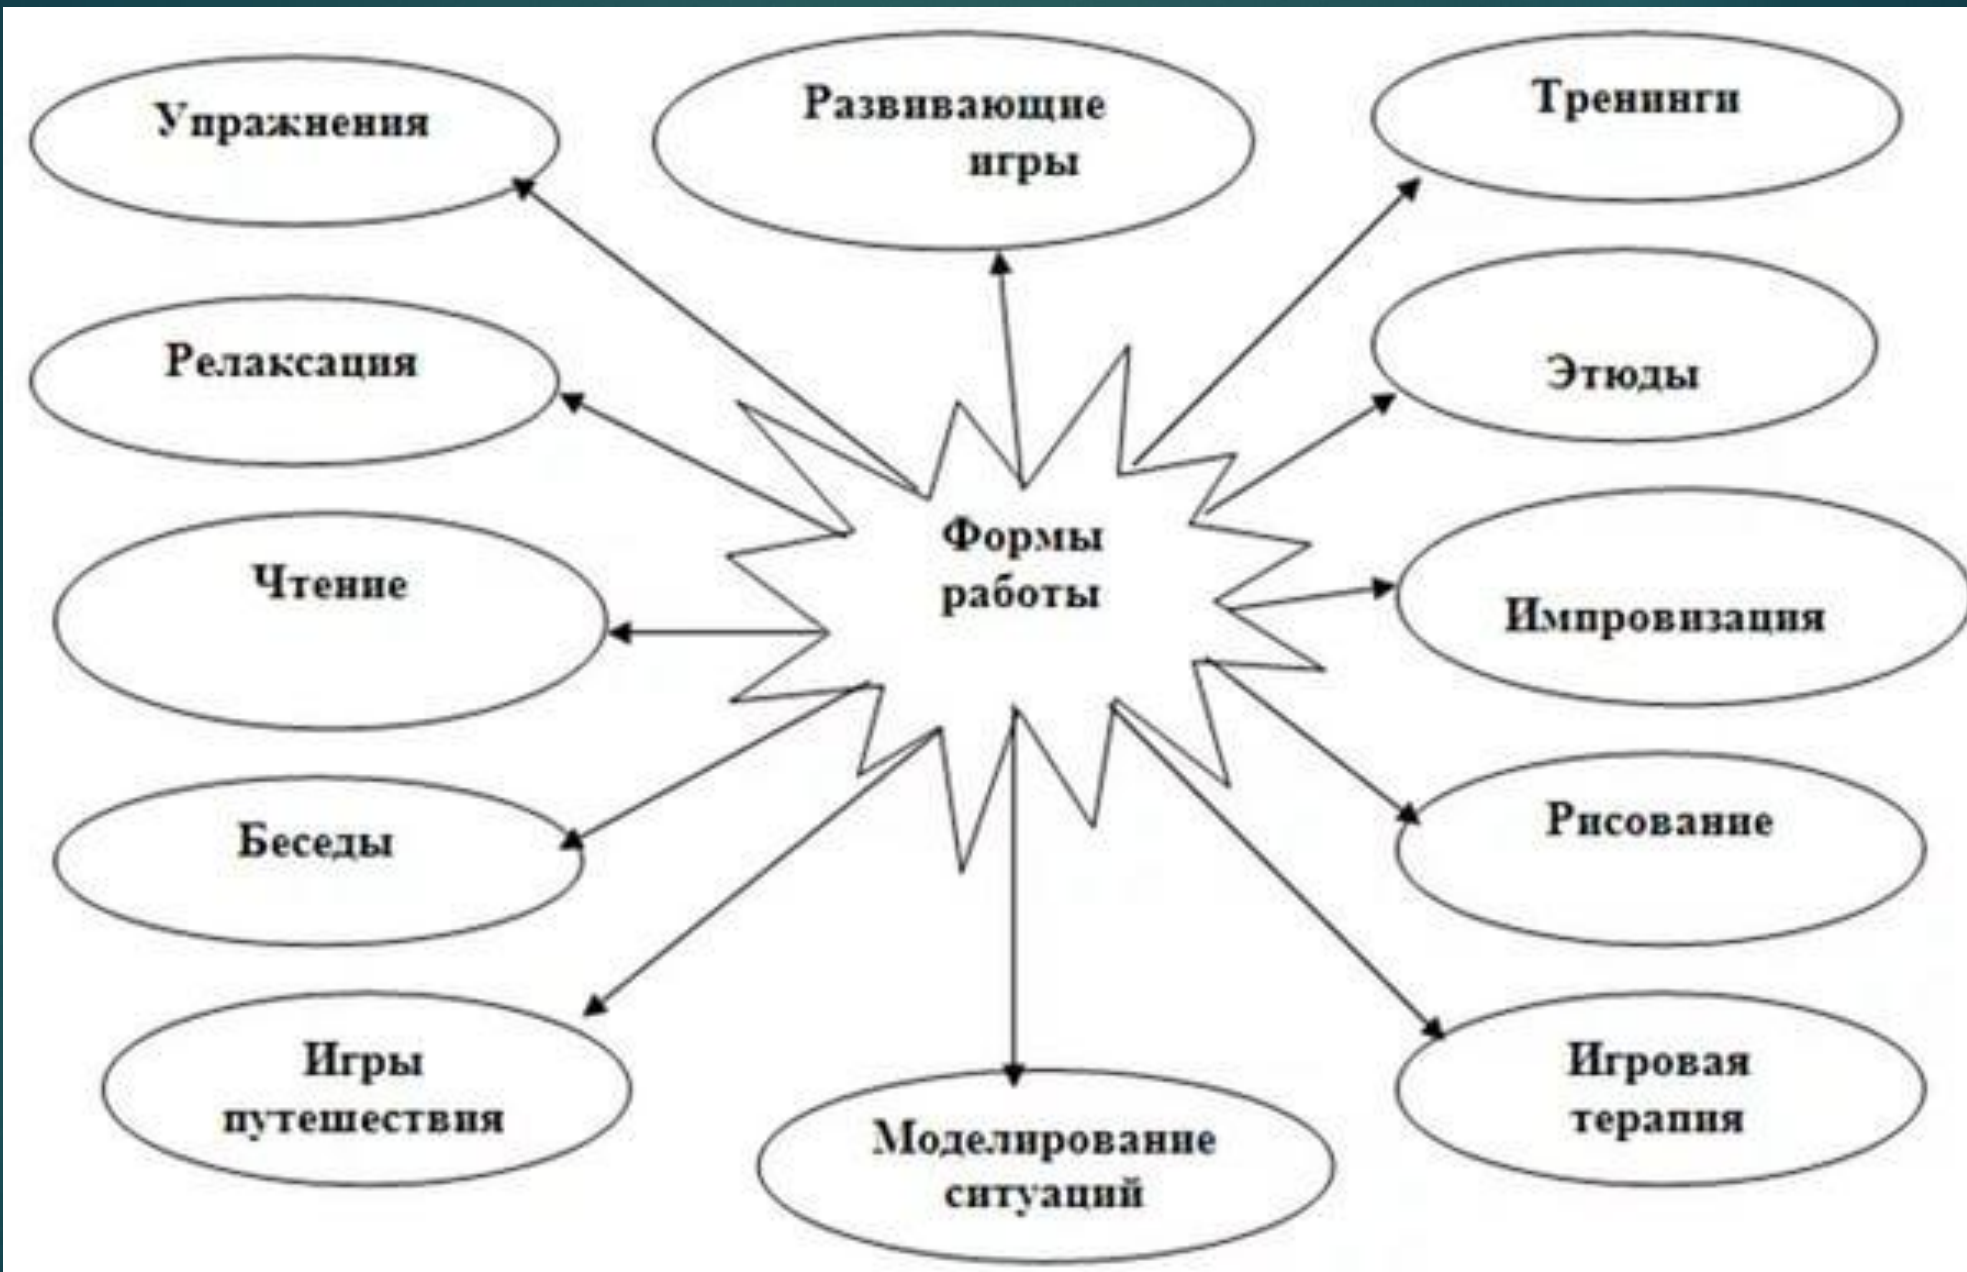 Упражнения
Развивающие
игры
Тренинги
Релаксация
Этюды
Формы
работы
Чтение
Импровизация
Беседы
Рисование
Игры
путешествия
Моделирование
ситуаций
Игровая
терапия